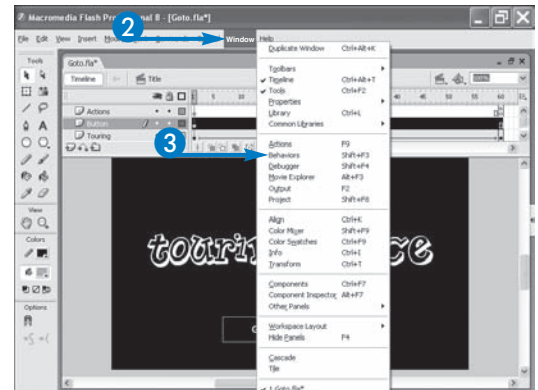 Macromedia Flash Professional 8 - [Goto.fla*]
2
File Edit View Insert Window Help
Tools
View
Colors
Options
Goto.fla*
Timeline Title
Actions
Button
Touring
3
Duplicate Window Ctrl+Alt+K
Toolbars
Timeline Ctrl+Alt+T
Tools Ctrl+F2
Properties
Library Ctrl+L
Common Libraries
Actions F9
Behaviors Shift+F3
Debugger Shift+F4
Movie Explorer Alt+F3
Output F2
Project Shift+F8
Align Ctrl+K
Color Mixer Shift+F9
Color Swatches Ctrl+F9
Info Ctrl+I
Transform Ctrl+T
Components Ctrl+F7
Component Inspector Alt+F7
Other Panels
Workspace Layout
Hide Panels F4
Cascade
Tile
1 Goto.fla*